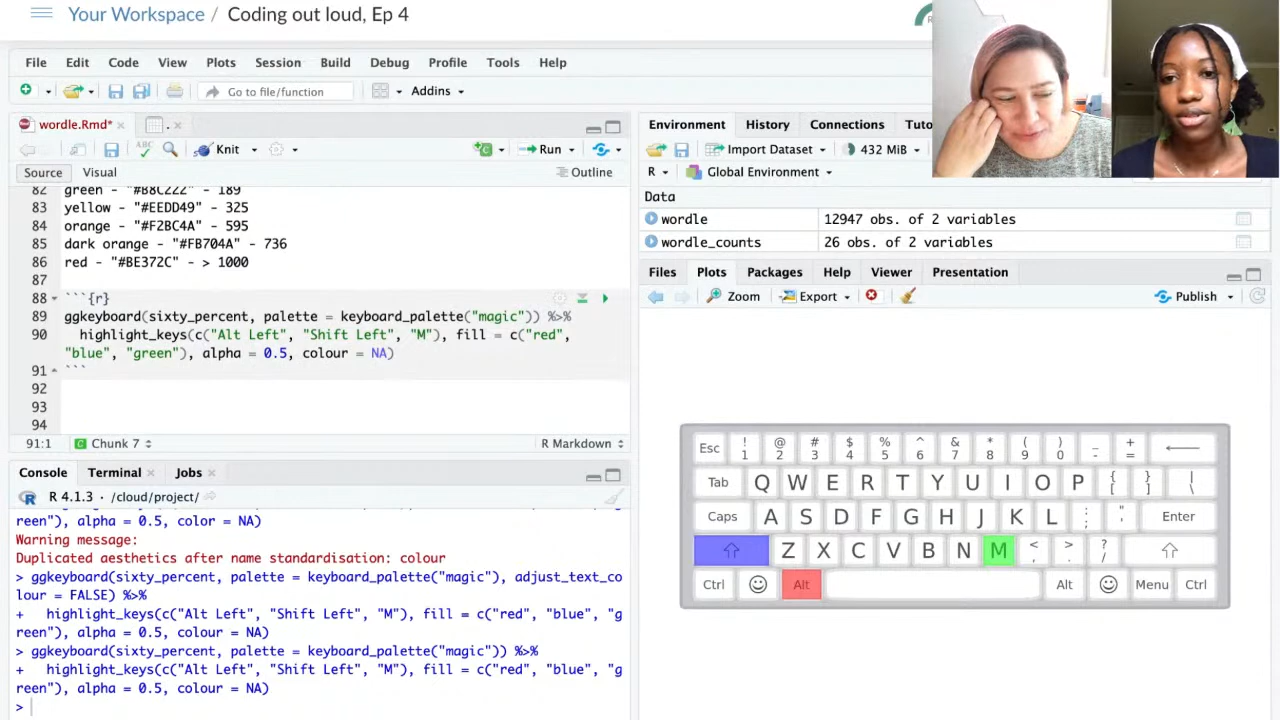 Your Workspace / Coding out loud, Ep 4
File Edit Code View Plots Session Build Debug Profile Tools Help
Go to file/function Addins
wordle.Rmd* .
ABC Knit Run
Source Visual Outline
82 green - "#B8C222" - 189
83 yellow - "#EEDD49" - 325
84 orange - "#F2BC4A" - 595
85 dark orange - "#FB704A" - 736
86 red - "#BE372C" - > 1000
87
88 ```{r}
89 ggkeyboard(sixty_percent, palette = keyboard_palette("magic")) %>%
90 highlight_keys(c("Alt Left", "Shift Left", "M"), fill = c("red",
"blue", "green"), alpha = 0.5, colour = NA)
91 ```
92
93
94
91:1 C Chunk 7 R Markdown
Console Terminal Jobs
R R 4.1.3 · /cloud/project/
reen"), alpha = 0.5, color = NA)
Warning message:
Duplicated aesthetics after name standardisation: colour
> ggkeyboard(sixty_percent, palette = keyboard_palette("magic"), adjust_text_co
lour = FALSE) %>%
+ highlight_keys(c("Alt Left", "Shift Left", "M"), fill = c("red", "blue", "g
reen"), alpha = 0.5, colour = NA)
> ggkeyboard(sixty_percent, palette = keyboard_palette("magic")) %>%
+ highlight_keys(c("Alt Left", "Shift Left", "M"), fill = c("red", "blue", "g
reen"), alpha = 0.5, colour = NA)
>
Environment History Connections Tuto
Import Dataset 432 MiB
R Global Environment
Data
wordle 12947 obs. of 2 variables
wordle_counts 26 obs. of 2 variables
Files Plots Packages Help Viewer Presentation
Zoom Export Publish
Esc ! 1 @ 2 # 3 $ 4 % 5 ^ 6 & 7 * 8 ( 9 ) 0 _ - + =
Tab Q W E R T Y U I O P { [ } ] | \
Caps A S D F G H J K L : ; " ' Enter
Z X C V B N M < , > . ? /
Ctrl Alt Alt Menu Ctrl